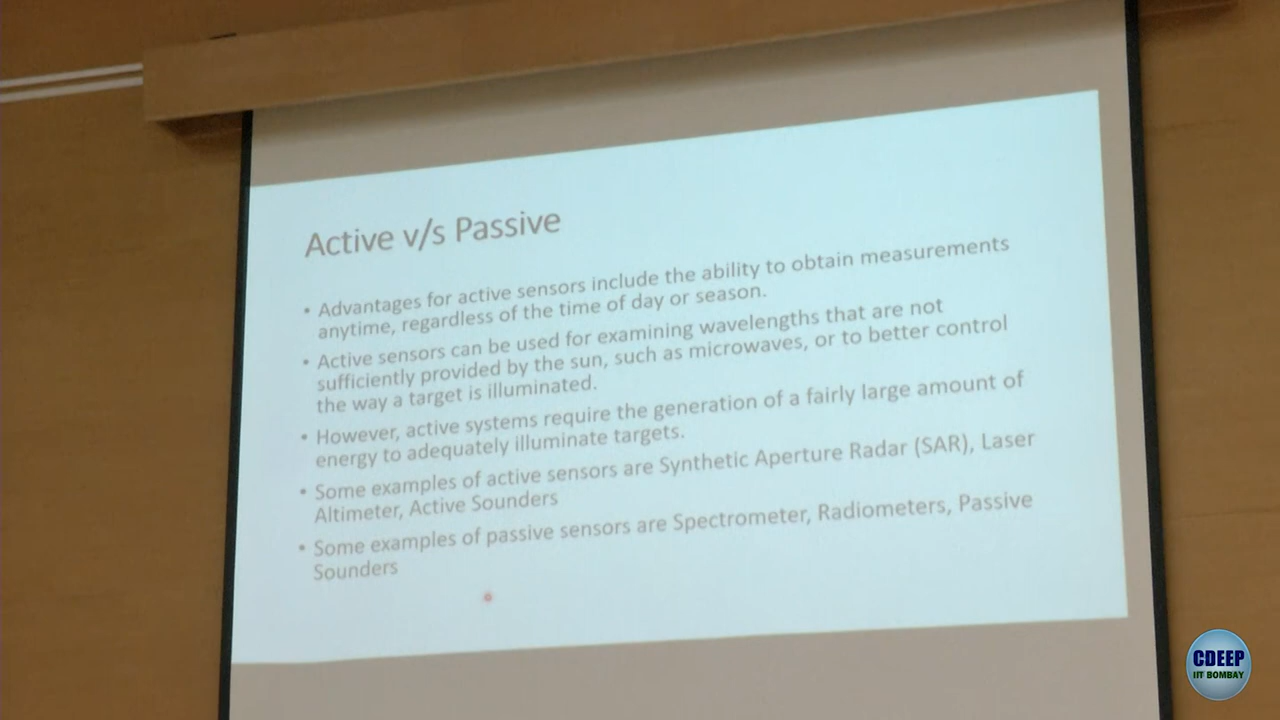 Active v/s Passive
• Advantages for active sensors include the ability to obtain measurements
anytime, regardless of the time of day or season.
• Active sensors can be used for examining wavelengths that are not
sufficiently provided by the sun, such as microwaves, or to better control
the way a target is illuminated.
• However, active systems require the generation of a fairly large amount of
energy to adequately illuminate targets.
• Some examples of active sensors are Synthetic Aperture Radar (SAR), Laser
Altimeter, Active Sounders
• Some examples of passive sensors are Spectrometer, Radiometers, Passive
Sounders
CDEEP
IIT BOMBAY